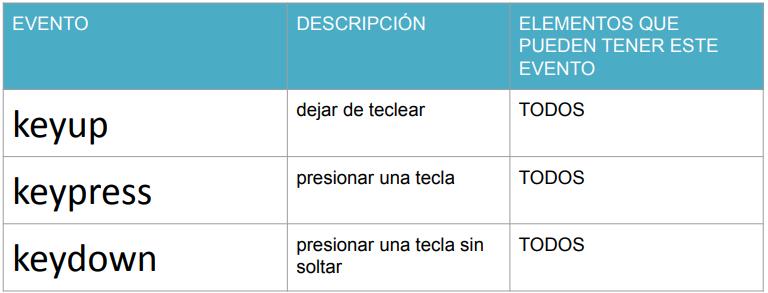 EVENTO
DESCRIPCIÓN
ELEMENTOS QUE
PUEDEN TENER ESTE
EVENTO
keyup
dejar de teclear
TODOS
keypress
presionar una tecla
TODOS
keydown
presionar una tecla sin
soltar
TODOS